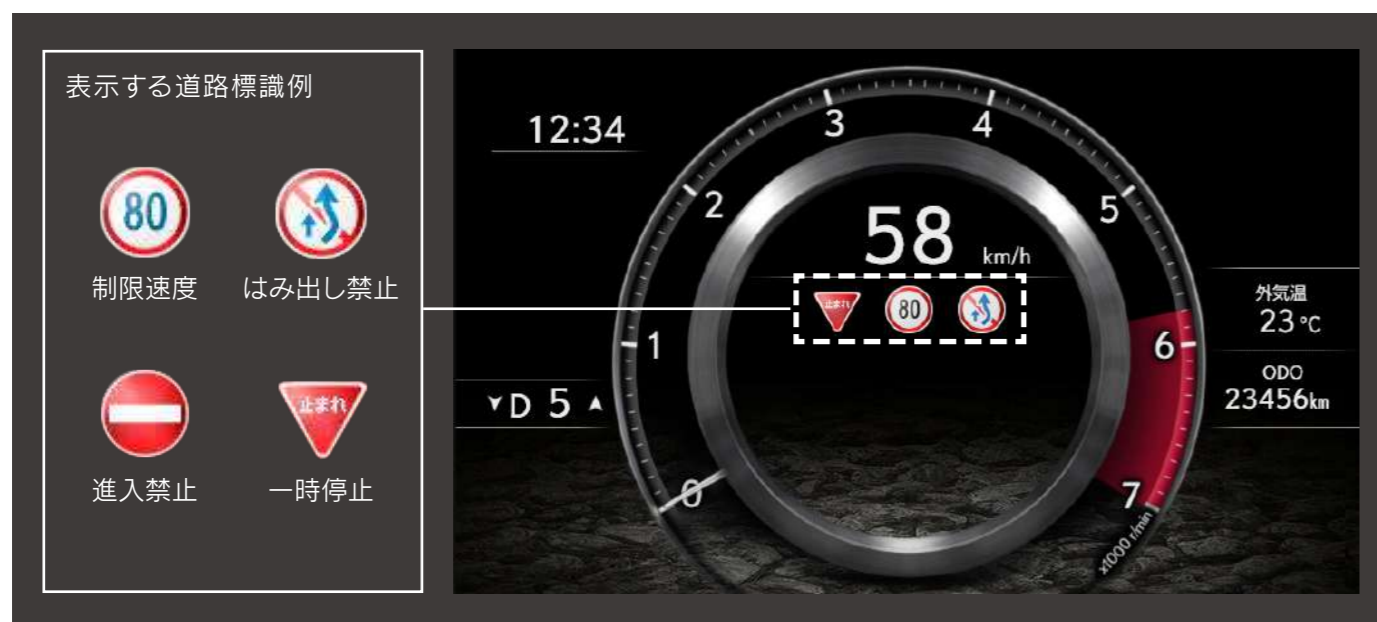 表示する道路標識例
80
制限速度
はみ出し禁止
進入禁止
止まれ
一時停止
12:34
0
1
2
3
4
5
6
7
x1000 r/min
58 km/h
止まれ
80
D 5
外気温
23℃
ODO
23456km